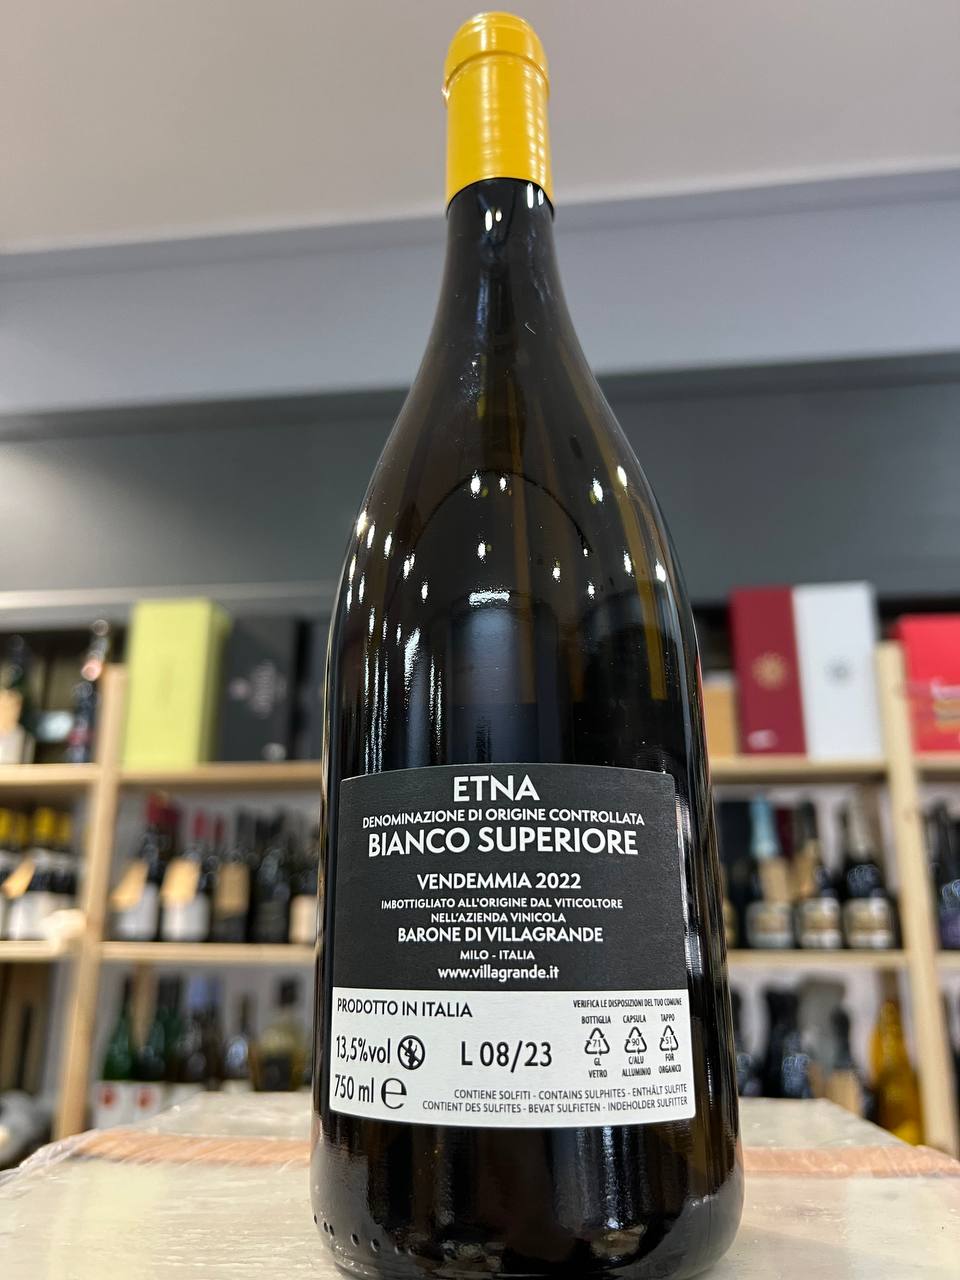 ETNA
DENOMINAZIONE DI ORIGINE CONTROLLATA
BIANCO SUPERIORE
VENDEMMIA 2022
IMBOTTIGLIATO ALL'ORIGINE DAL VITICOLTORE
NELL'AZIENDA VINICOLA
BARONE DI VILLAGRANDE
MILO - ITALIA
www.villagrande.it
PRODOTTO IN ITALIA
13,5%vol
L 08/23
750 ml e
VERIFICA LE DISPOSIZIONI DEL TUO COMUNE
BOTTIGLIA CAPSULA TAPPO
71 90 51
GL C/ALU FOR
VETRO ALLUMINIO ORGANICO
CONTIENE SOLFITI - CONTAINS SULPHITES - ENTHÄLT SULFITE
CONTIENT DES SULFITES - BEVAT SULFIETEN - INDEHOLDER SULFITTER